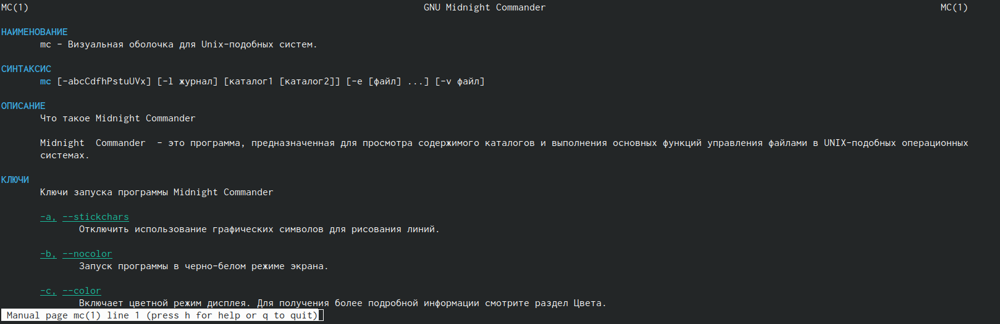 MC(1) GNU Midnight Commander MC(1)
НАИМЕНОВАНИЕ
mc - Визуальная оболочка для Unix-подобных систем.
СИНТАКСИС
mc [-abcCdfhPstuUVx] [-l журнал] [каталог1 [каталог2]] [-e [файл] ...] [-v файл]
ОПИСАНИЕ
Что такое Midnight Commander
Midnight  Commander  - это программа, предназначенная для просмотра содержимого каталогов и выполнения основных функций управления файлами в UNIX-подобных операционных
системах.
КЛЮЧИ
Ключи запуска программы Midnight Commander
-a, --stickchars
Отключить использование графических символов для рисования линий.
-b, --nocolor
Запуск программы в черно-белом режиме экрана.
-c, --color
Включает цветной режим дисплея. Для получения более подробной информации смотрите раздел Цвета.
Manual page mc(1) line 1 (press h for help or q to quit)